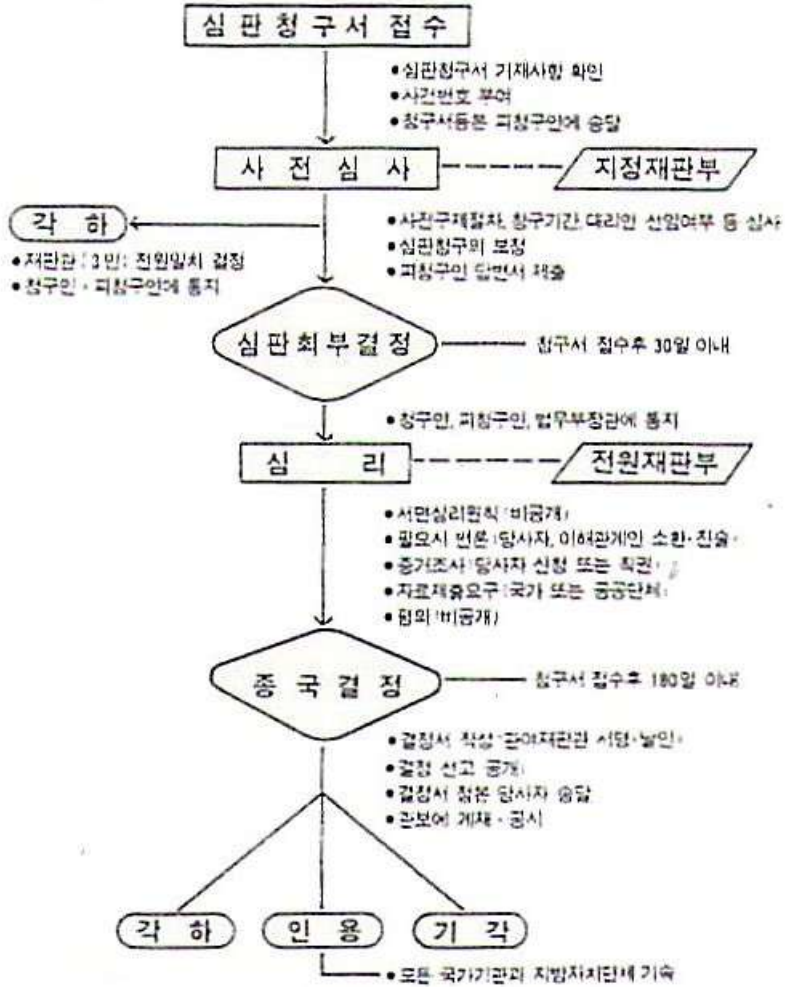 심판청구서 접수
•심판청구서 기재사항 확인
•사건번호 부여
•청구서등본 피청구인에 송달
사 전 심 사
지정재판부
각 하
•재판관(3인) 전원일치 결정
•청구인·피청구인에 통지
•사전구제절차, 청구기간, 대리인 선임여부 등 심사
•심판청구의 보정
•피청구인 답변서 제출
심판회부결정
청구서 접수후 30일 이내
•청구인, 피청구인, 법무부장관에 통지
심 리
전원재판부
•서면심리원칙(비공개)
•필요시 변론(당사자, 이해관계인 소환·진술)
•증거조사(당사자 신청 또는 직권)
•자료제출요구(국가 또는 공공단체)
•평의(비공개)
종 국 결 정
청구서 접수후 180일 이내
•결정서 작성(관여재판관 서명·날인)
•결정 선고(공개)
•결정서 정본 당사자 송달
•관보에 게재·공시
각 하
인 용
기 각
•모든 국가기관과 지방자치단체 기속